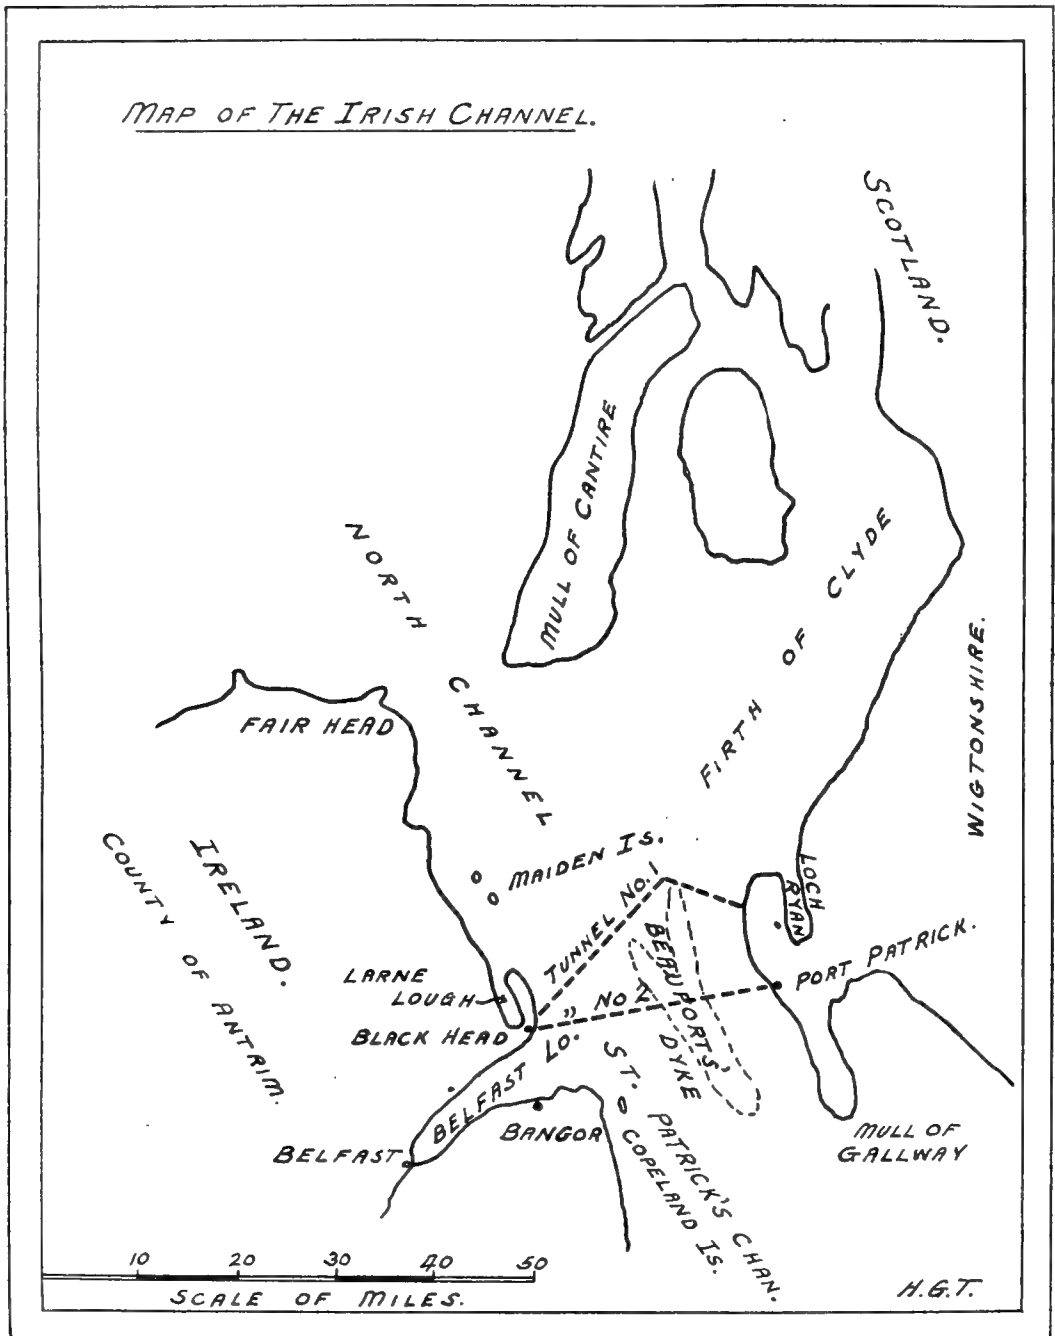 MAP OF THE IRISH CHANNEL.
SCOTLAND.
MULL OF CANTIRE
NORTH CHANNEL
FIRTH OF CLYDE
WIGTONSHIRE.
FAIR HEAD
IRELAND.
COUNTY OF ANTRIM.
MAIDEN IS.
LOCH
RYAN
TUNNEL NO. 1
" NO 2
BEAUPORTS'
DYKE
PORT PATRICK.
LARNE
LOUGH
BLACK HEAD
BELFAST LO.
BELFAST
BANGOR
ST. PATRICK'S CHAN.
COPELAND IS.
MULL OF
GALLWAY
10 20 30 40 50
SCALE OF MILES.
H.G.T.